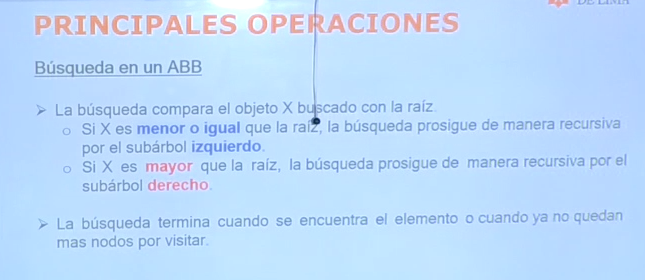 PRINCIPALES OPERACIONES
Búsqueda en un ABB
➢ La búsqueda compara el objeto X buscado con la raíz.
○ Si X es menor o igual que la raíz, la búsqueda prosigue de manera recursiva
por el subárbol izquierdo.
○ Si X es mayor que la raíz, la búsqueda prosigue de manera recursiva por el
subárbol derecho.
➢ La búsqueda termina cuando se encuentra el elemento o cuando ya no quedan
mas nodos por visitar.